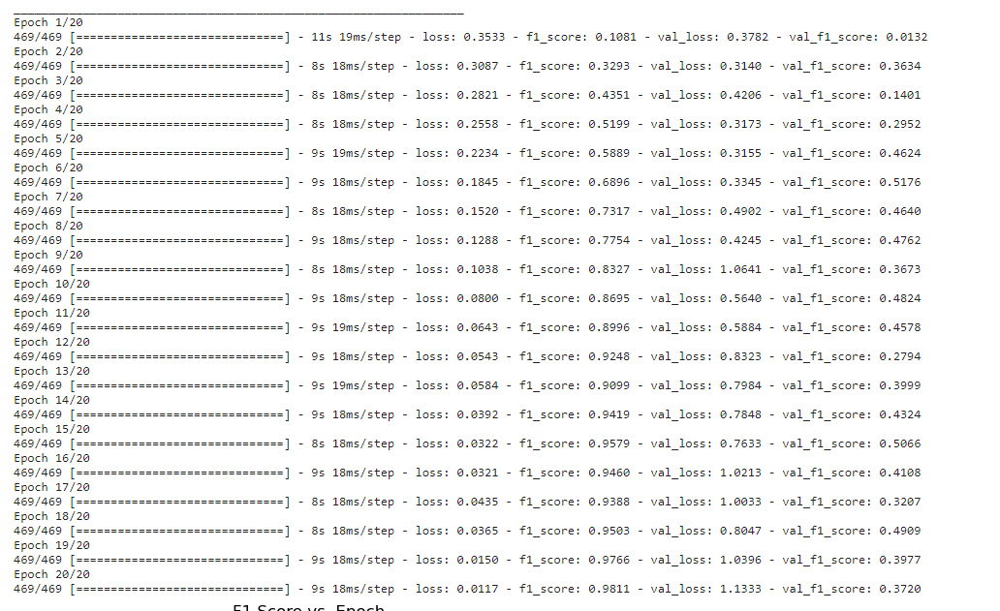 _________________________________________________________________
Epoch 1/20
469/469 [==============================] - 11s 19ms/step - loss: 0.3533 - f1_score: 0.1081 - val_loss: 0.3782 - val_f1_score: 0.0132
Epoch 2/20
469/469 [==============================] - 8s 18ms/step - loss: 0.3087 - f1_score: 0.3293 - val_loss: 0.3140 - val_f1_score: 0.3634
Epoch 3/20
469/469 [==============================] - 8s 18ms/step - loss: 0.2821 - f1_score: 0.4351 - val_loss: 0.4206 - val_f1_score: 0.1401
Epoch 4/20
469/469 [==============================] - 8s 18ms/step - loss: 0.2558 - f1_score: 0.5199 - val_loss: 0.3173 - val_f1_score: 0.2952
Epoch 5/20
469/469 [==============================] - 9s 19ms/step - loss: 0.2234 - f1_score: 0.5889 - val_loss: 0.3155 - val_f1_score: 0.4624
Epoch 6/20
469/469 [==============================] - 9s 18ms/step - loss: 0.1845 - f1_score: 0.6896 - val_loss: 0.3345 - val_f1_score: 0.5176
Epoch 7/20
469/469 [==============================] - 8s 18ms/step - loss: 0.1520 - f1_score: 0.7317 - val_loss: 0.4902 - val_f1_score: 0.4640
Epoch 8/20
469/469 [==============================] - 9s 18ms/step - loss: 0.1288 - f1_score: 0.7754 - val_loss: 0.4245 - val_f1_score: 0.4762
Epoch 9/20
469/469 [==============================] - 8s 18ms/step - loss: 0.1038 - f1_score: 0.8327 - val_loss: 1.0641 - val_f1_score: 0.3673
Epoch 10/20
469/469 [==============================] - 9s 18ms/step - loss: 0.0800 - f1_score: 0.8695 - val_loss: 0.5640 - val_f1_score: 0.4824
Epoch 11/20
469/469 [==============================] - 9s 19ms/step - loss: 0.0643 - f1_score: 0.8996 - val_loss: 0.5884 - val_f1_score: 0.4578
Epoch 12/20
469/469 [==============================] - 9s 18ms/step - loss: 0.0543 - f1_score: 0.9248 - val_loss: 0.8323 - val_f1_score: 0.2794
Epoch 13/20
469/469 [==============================] - 9s 19ms/step - loss: 0.0584 - f1_score: 0.9099 - val_loss: 0.7984 - val_f1_score: 0.3999
Epoch 14/20
469/469 [==============================] - 9s 18ms/step - loss: 0.0392 - f1_score: 0.9419 - val_loss: 0.7848 - val_f1_score: 0.4324
Epoch 15/20
469/469 [==============================] - 8s 18ms/step - loss: 0.0322 - f1_score: 0.9579 - val_loss: 0.7633 - val_f1_score: 0.5066
Epoch 16/20
469/469 [==============================] - 9s 18ms/step - loss: 0.0321 - f1_score: 0.9460 - val_loss: 1.0213 - val_f1_score: 0.4108
Epoch 17/20
469/469 [==============================] - 8s 18ms/step - loss: 0.0435 - f1_score: 0.9388 - val_loss: 1.0033 - val_f1_score: 0.3207
Epoch 18/20
469/469 [==============================] - 8s 18ms/step - loss: 0.0365 - f1_score: 0.9503 - val_loss: 0.8047 - val_f1_score: 0.4909
Epoch 19/20
469/469 [==============================] - 9s 18ms/step - loss: 0.0150 - f1_score: 0.9766 - val_loss: 1.0396 - val_f1_score: 0.3977
Epoch 20/20
469/469 [==============================] - 9s 18ms/step - loss: 0.0117 - f1_score: 0.9811 - val_loss: 1.1333 - val_f1_score: 0.3720
F1 Score vs. Epoch